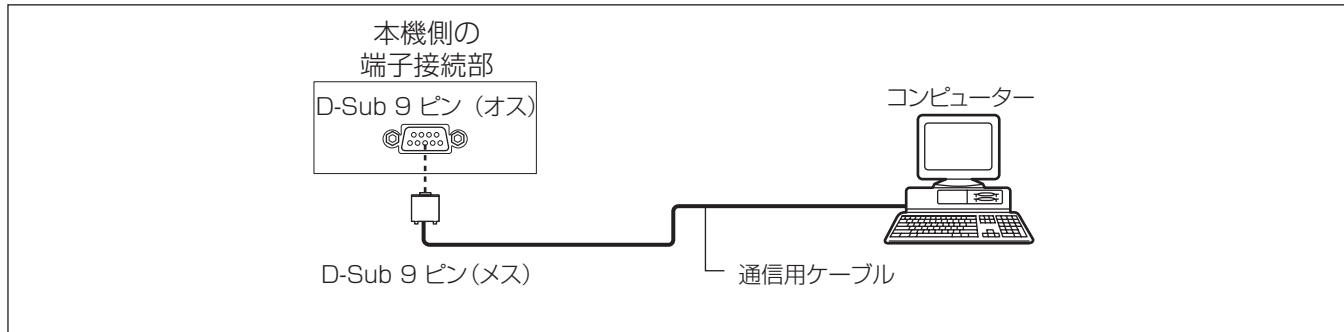 本機側の
端子接続部
D-Sub 9 ピン（オス）
コンピューター
D-Sub 9 ピン（メス）
通信用ケーブル